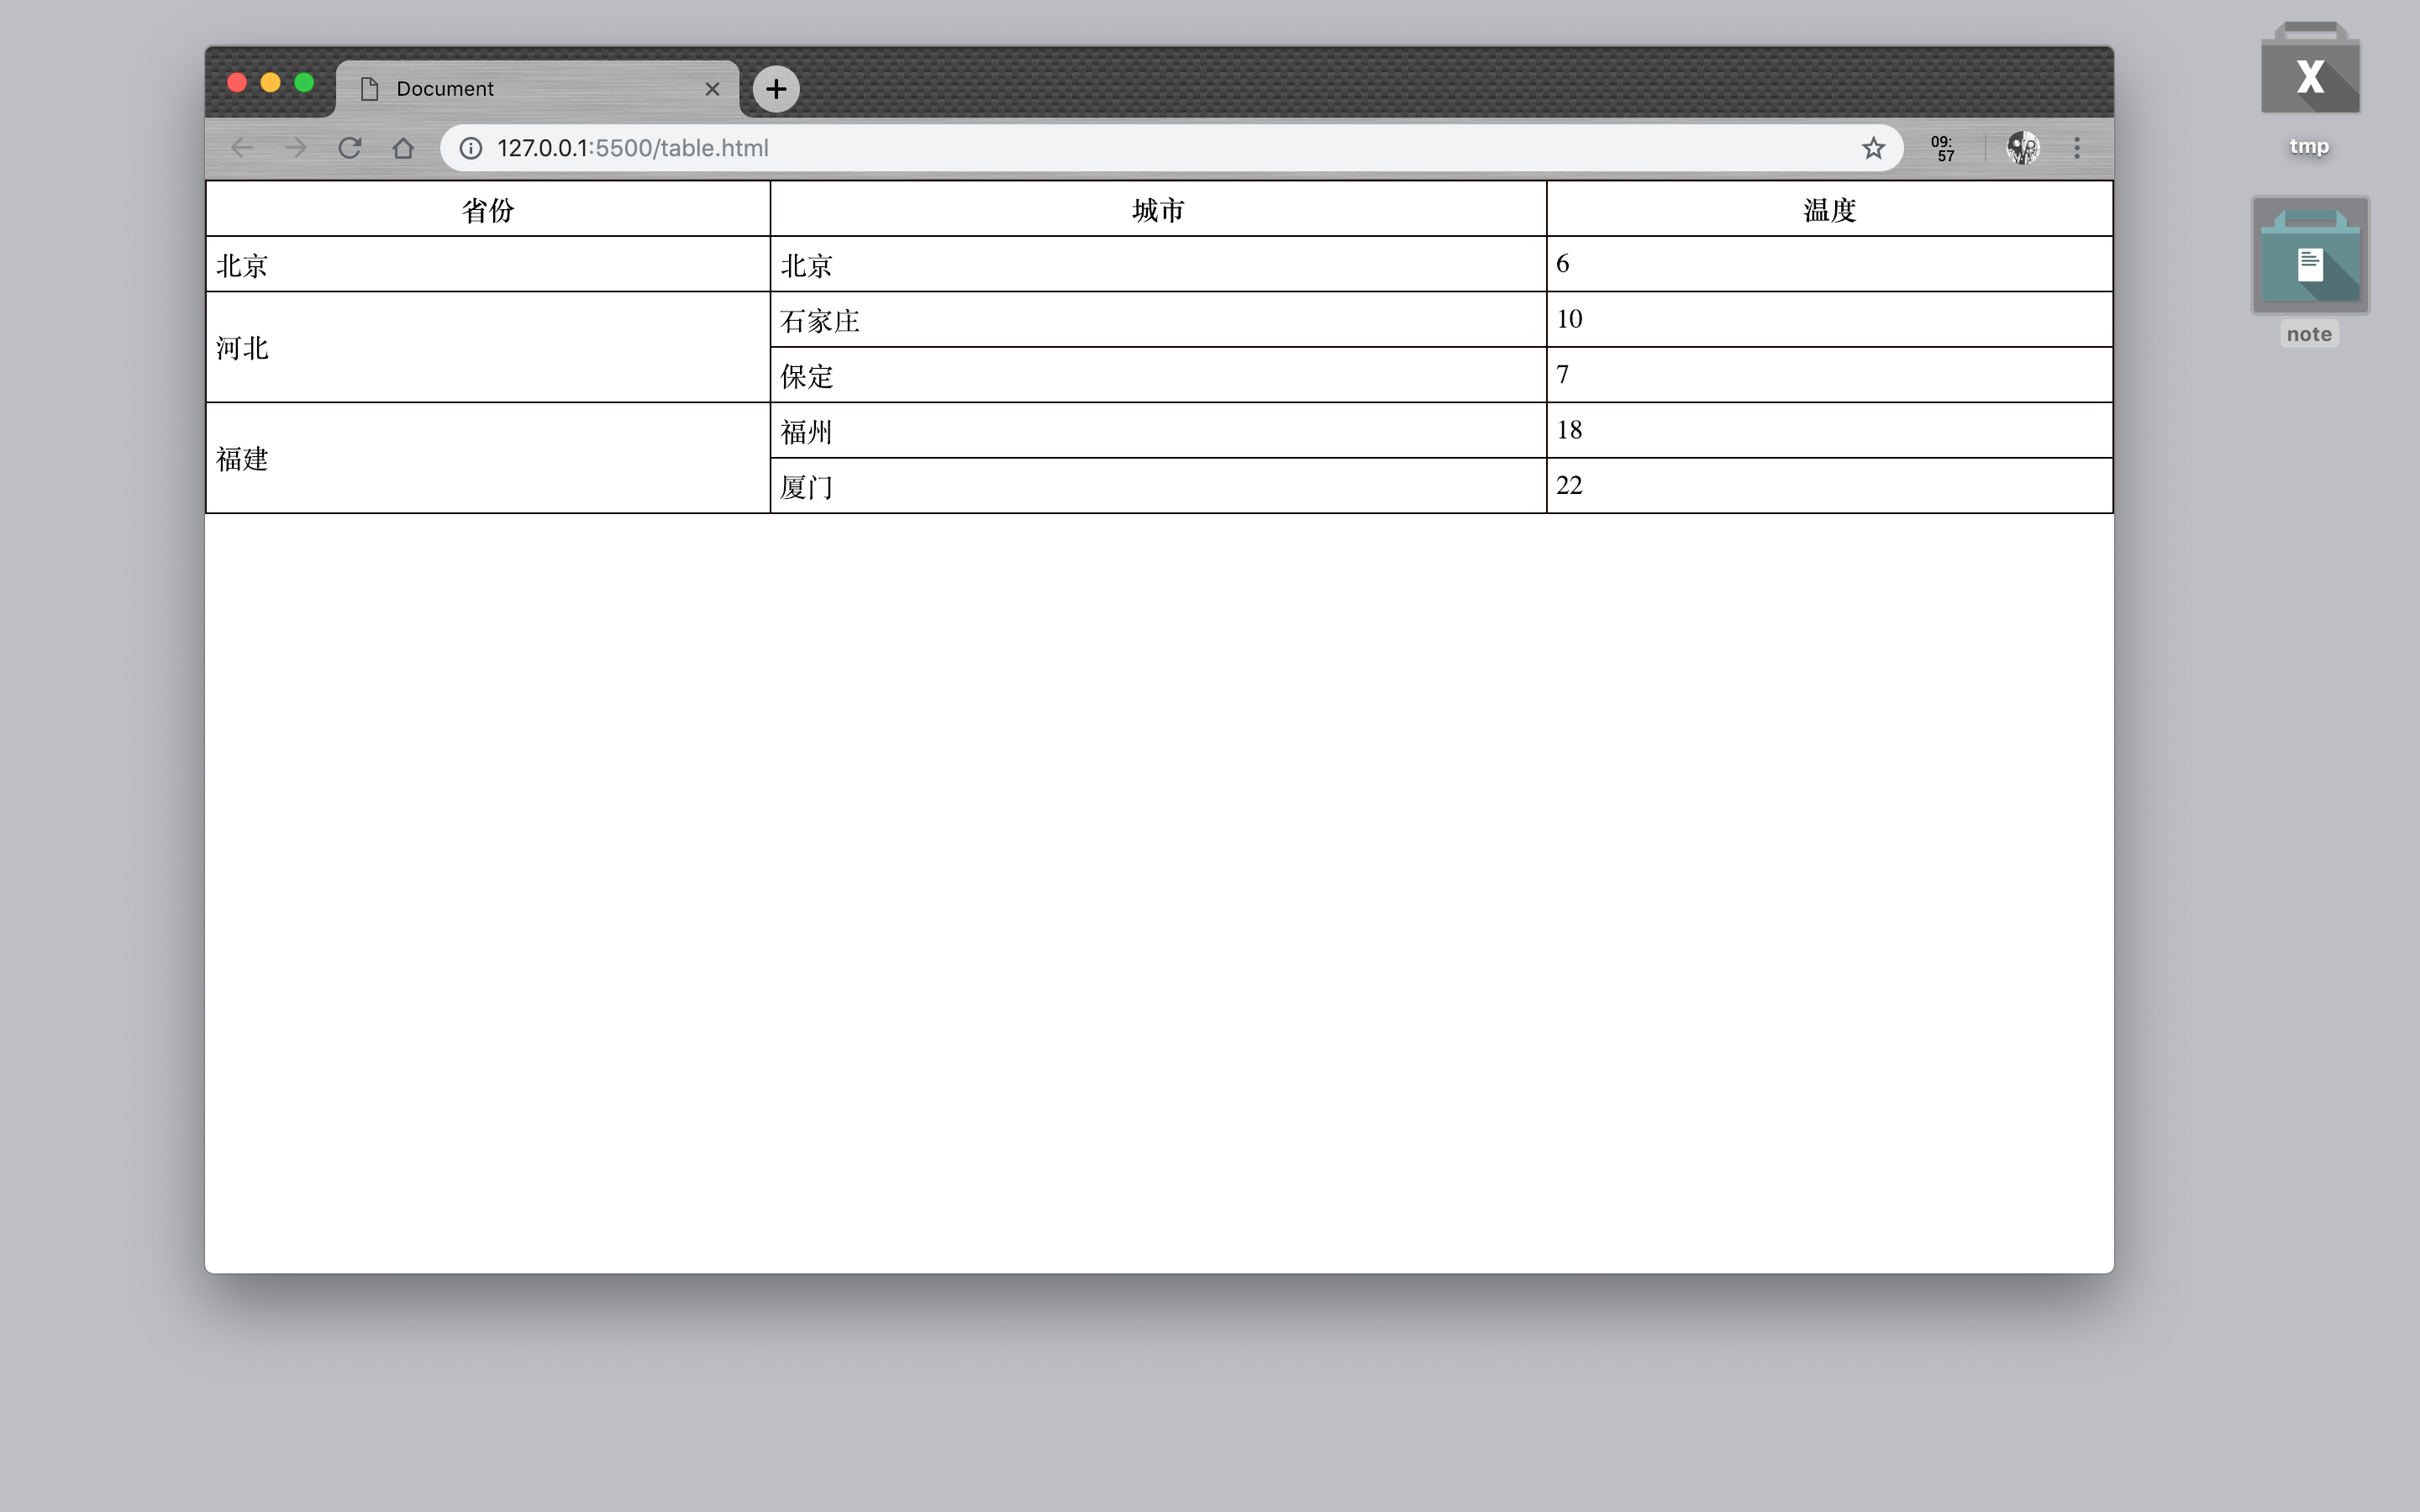 Document
127.0.0.1:5500/table.html
09:
57
省份 城市 温度
北京 北京 6
河北 石家庄 10
保定 7
福建 福州 18
厦门 22
X
tmp
note